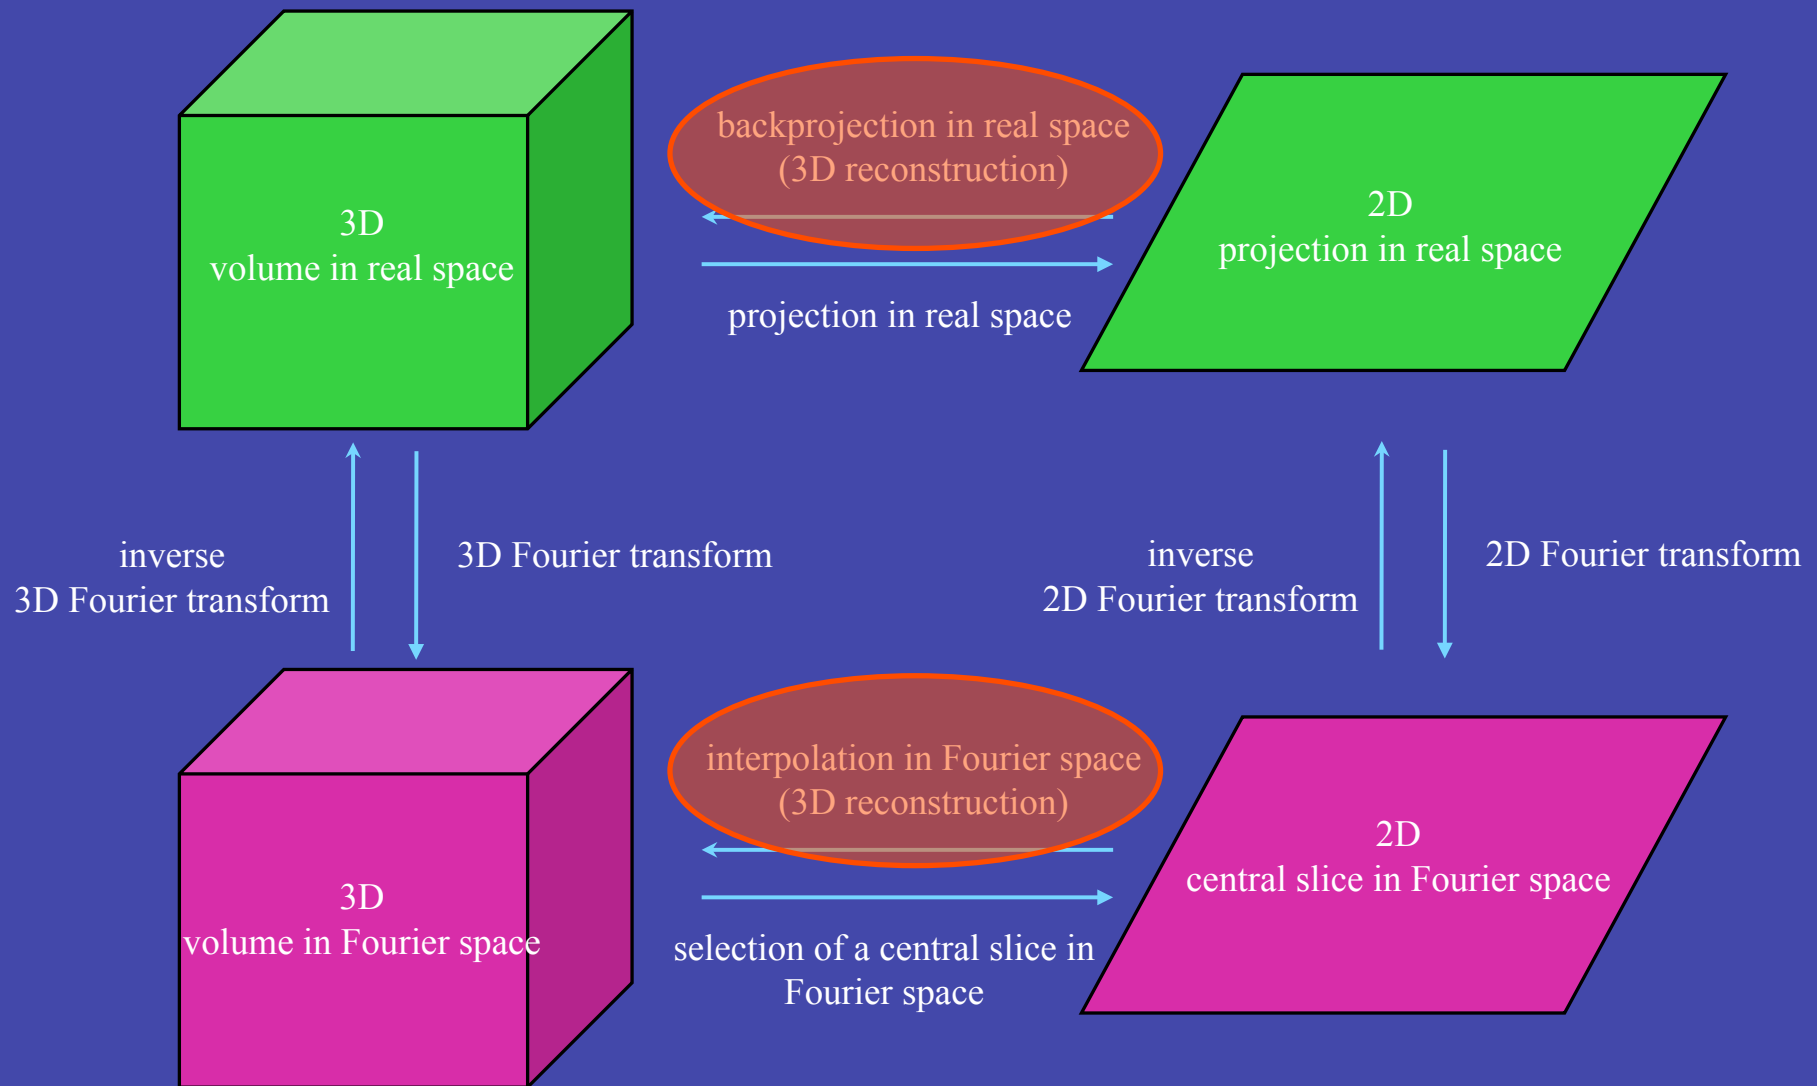 backprojection in real space
(3D reconstruction)
3D
volume in real space
2D
projection in real space
projection in real space
inverse
3D Fourier transform
3D Fourier transform
inverse
2D Fourier transform
2D Fourier transform
interpolation in Fourier space
(3D reconstruction)
3D
volume in Fourier space
2D
central slice in Fourier space
selection of a central slice in
Fourier space